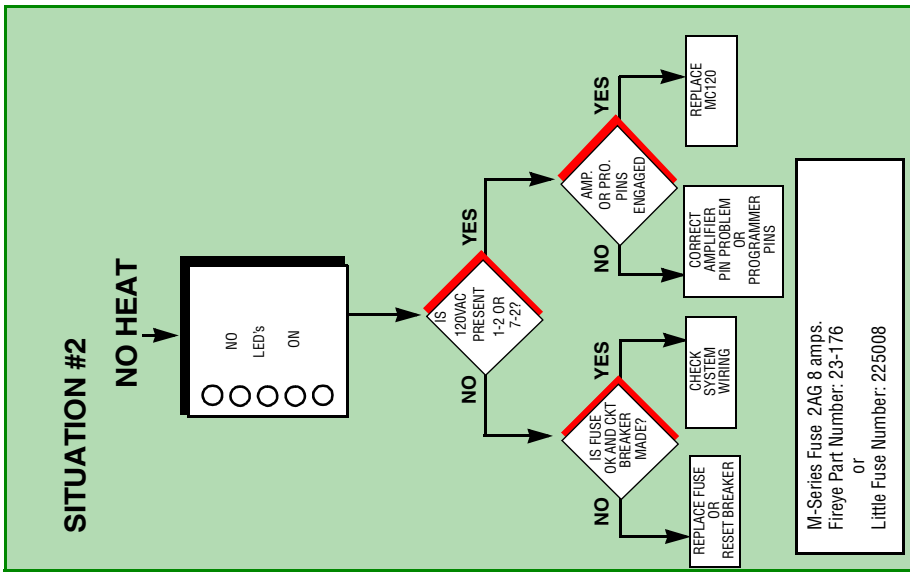 SITUATION #2
NO HEAT
NO
LED's
ON
IS
120VAC
PRESENT
1-2 OR
7-2?
NO
YES
IS FUSE
OK AND CKT
BREAKER
MADE?
NO
YES
REPLACE FUSE
OR
RESET BREAKER
CHECK
SYSTEM
WIRING
AMP.
OR PRO.
PINS
ENGAGED
NO
YES
CORRECT
AMPLIFIER
PIN PROBLEM
OR
PROGRAMMER
PINS
REPLACE
MC120
M-Series Fuse 2AG 8 amps.
Fireye Part Number: 23-176
or
Little Fuse Number: 225008